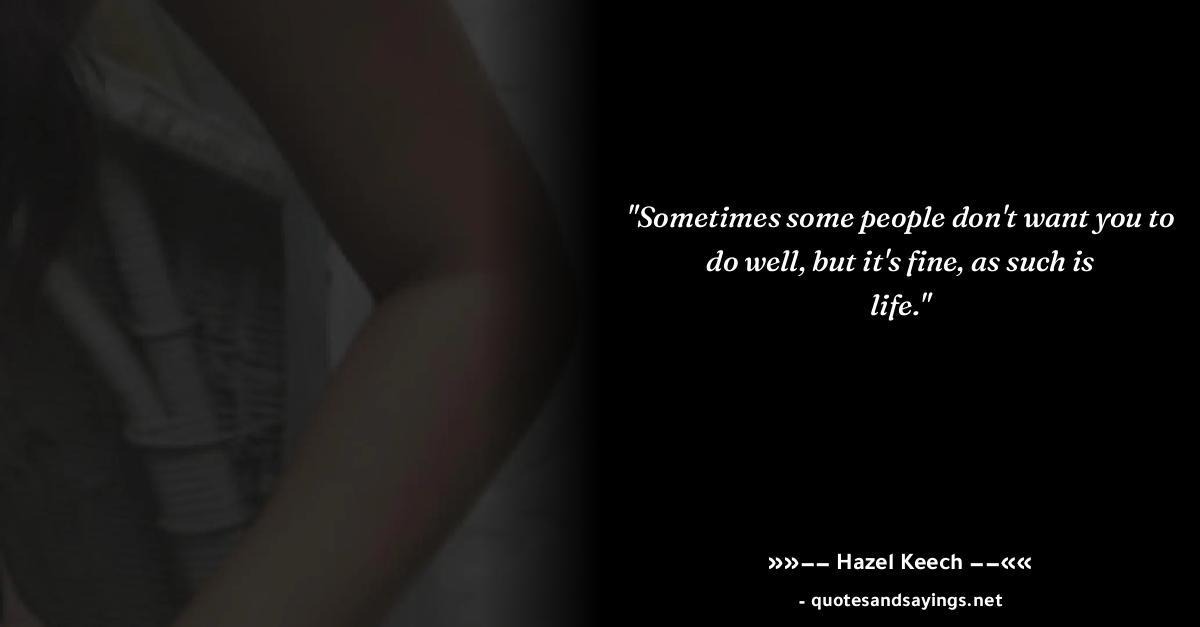 "Sometimes some people don't want you to
do well, but it's fine, as such is
life."
»»−− Hazel Keech −−««
- quotesandsayings.net